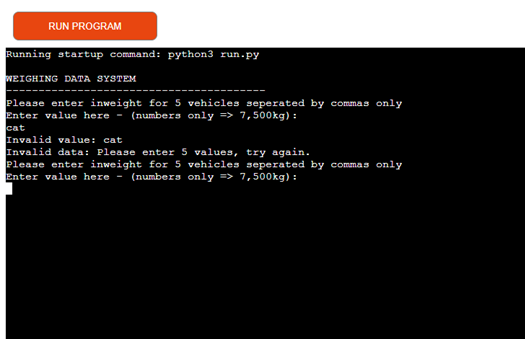 RUN PROGRAM
Running startup command: python3 run.py
WEIGHING DATA SYSTEM
----------------------------------------
Please enter inweight for 5 vehicles seperated by commas only
Enter value here - (numbers only => 7,500kg):
cat
Invalid value: cat
Invalid data: Please enter 5 values, try again.
Please enter inweight for 5 vehicles seperated by commas only
Enter value here - (numbers only => 7,500kg):